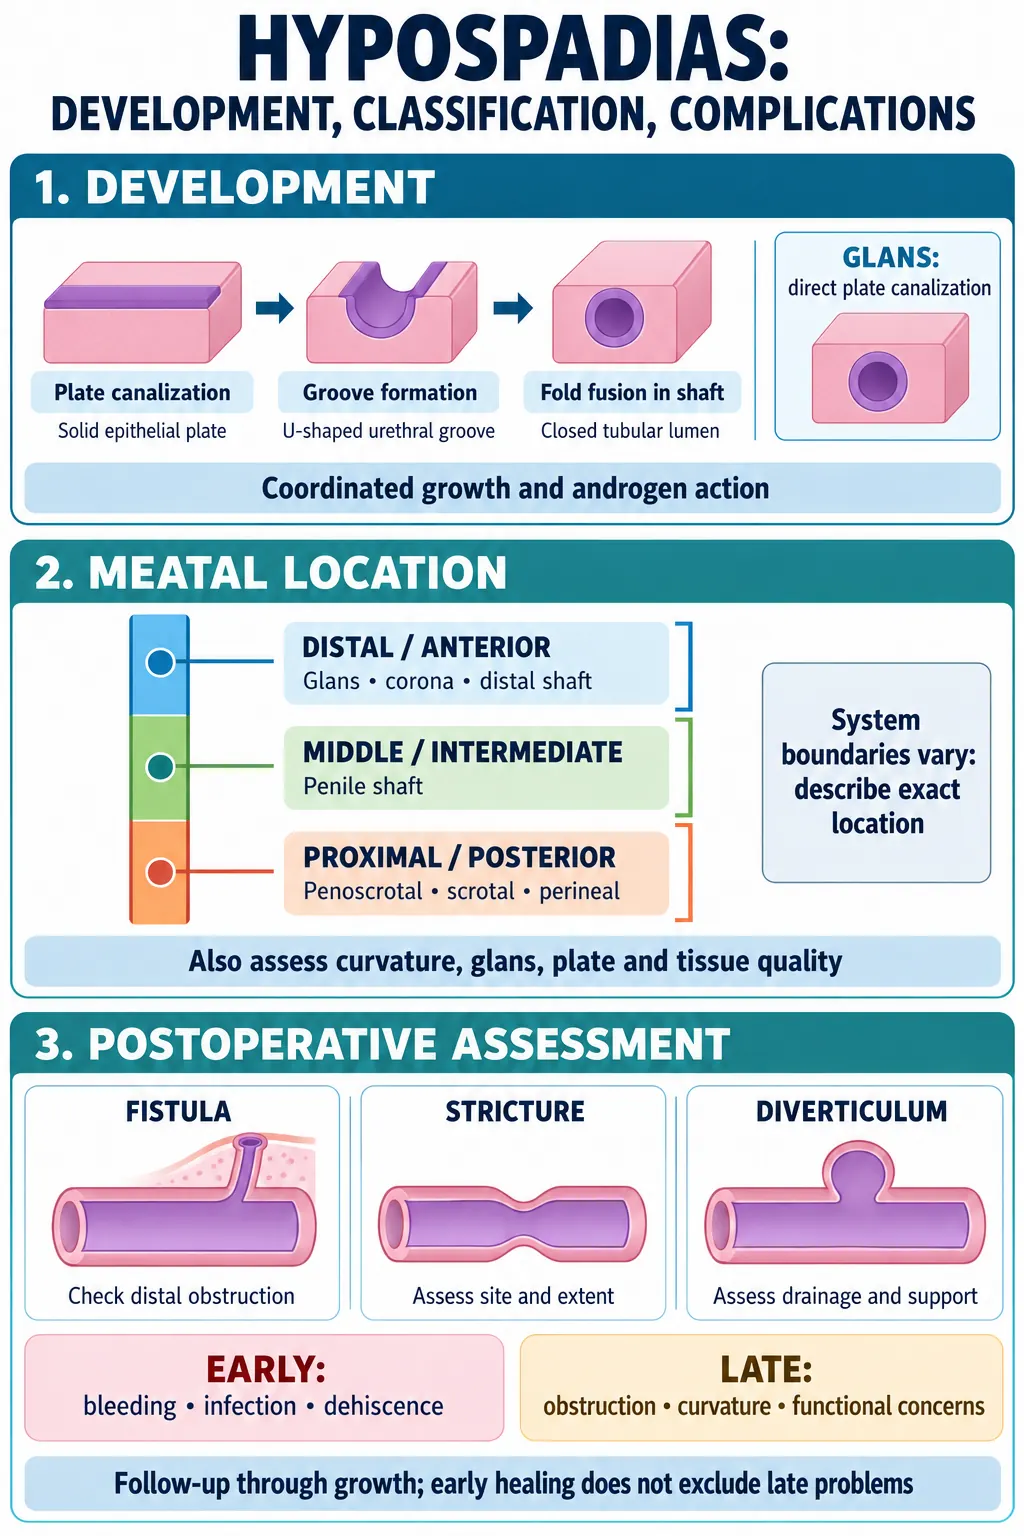 HYPOSPADIAS:
DEVELOPMENT, CLASSIFICATION, COMPLICATIONS
1. DEVELOPMENT
Plate canalization
Solid epithelial plate
Groove formation
U-shaped urethral groove
Fold fusion in shaft
Closed tubular lumen
GLANS:
direct plate canalization
Coordinated growth and androgen action
2. MEATAL LOCATION
DISTAL / ANTERIOR
Glans • corona • distal shaft
MIDDLE / INTERMEDIATE
Penile shaft
PROXIMAL / POSTERIOR
Penoscrotal • scrotal • perineal
System
boundaries vary:
describe exact
location
Also assess curvature, glans, plate and tissue quality
3. POSTOPERATIVE ASSESSMENT
FISTULA
Check distal obstruction
STRICTURE
Assess site and extent
DIVERTICULUM
Assess drainage and support
EARLY:
bleeding • infection • dehiscence
LATE:
obstruction • curvature • functional concerns
Follow-up through growth; early healing does not exclude late problems